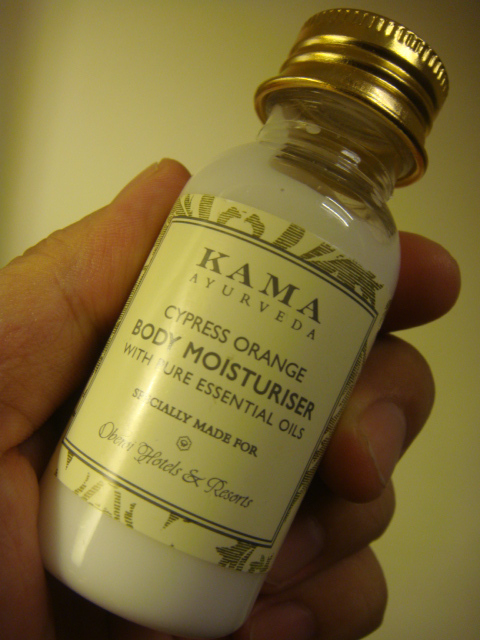 KAMA
AYURVEDA
CYPRESS ORANGE
BODY MOISTURISER
WITH PURE ESSENTIAL OILS
SPECIALLY MADE FOR
Oberoi Hotels & Resorts